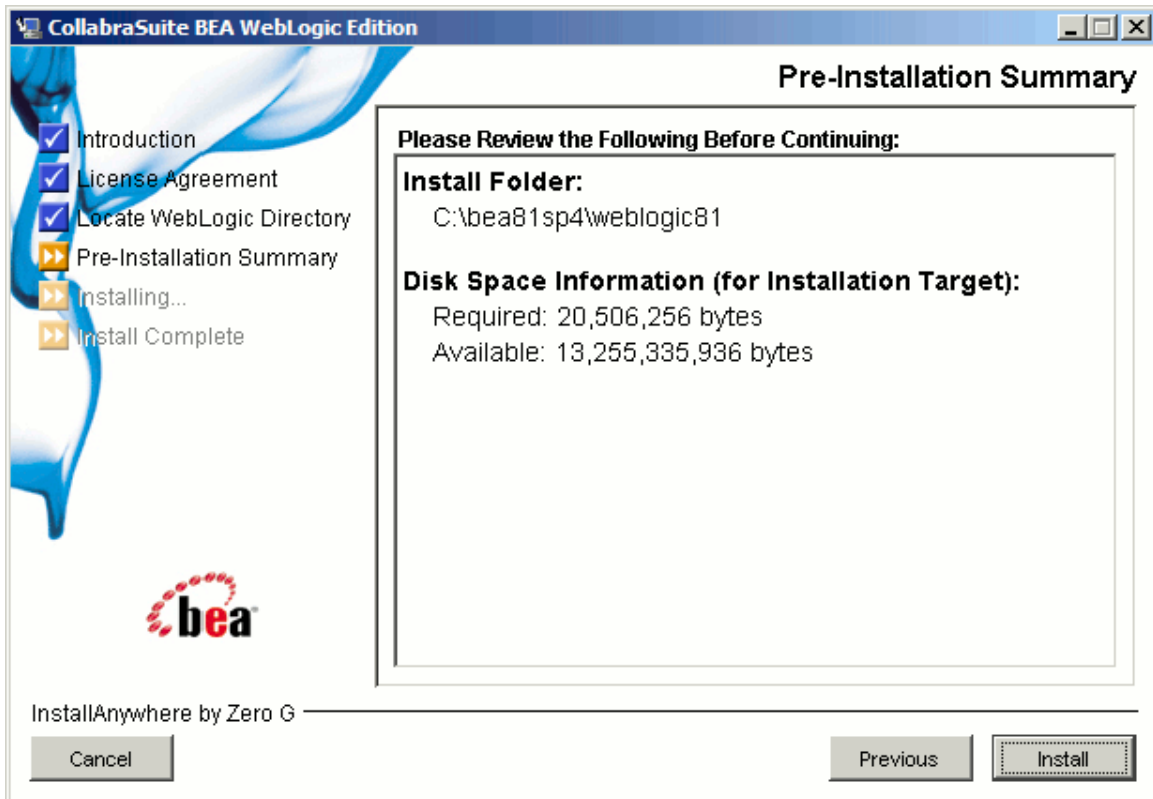 CollabraSuite BEA WebLogic Edition
Pre-Installation Summary
Introduction
License Agreement
Locate WebLogic Directory
Pre-Installation Summary
Installing...
Install Complete
Please Review the Following Before Continuing:
Install Folder:
C:\bea81sp4\weblogic81
Disk Space Information (for Installation Target):
Required: 20,506,256 bytes
Available: 13,255,335,936 bytes
bea
InstallAnywhere by Zero G
Cancel
Previous
Install